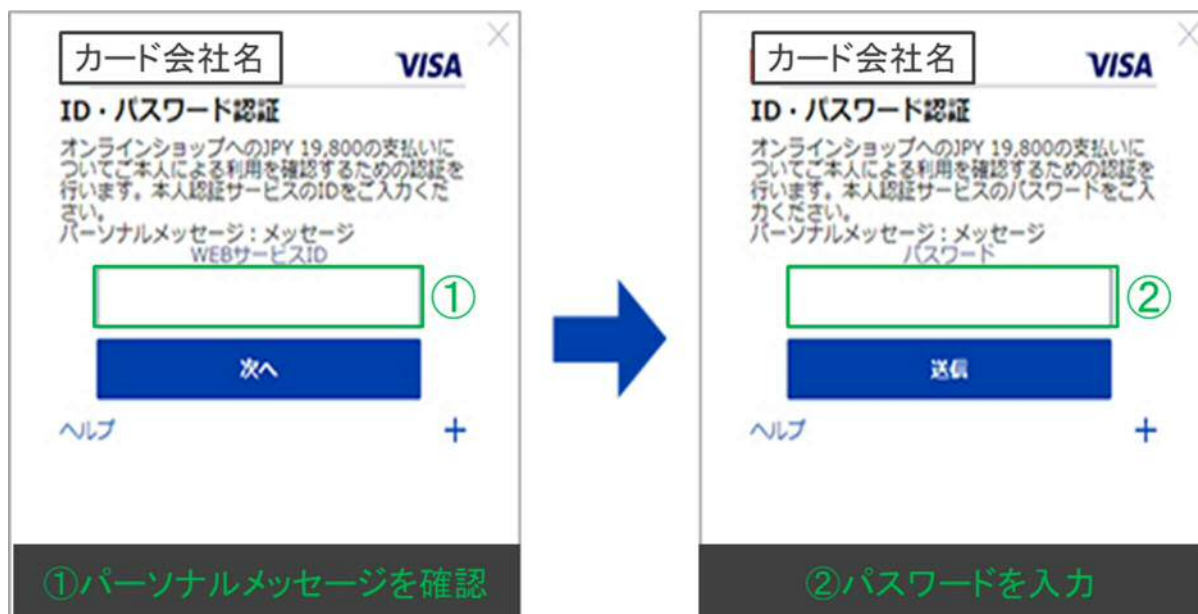 カード会社名
VISA
ID・パスワード認証
オンラインショップへのJPY 19,800の支払いに
ついてご本人による利用を確認するための認証を
行います。本人認証サービスのIDをご入力くだ
さい。
パーソナルメッセージ：メッセージ
WEBサービスID
①
次へ
ヘルプ
+
①パーソナルメッセージを確認
カード会社名
VISA
ID・パスワード認証
オンラインショップへのJPY 19,800の支払いに
ついてご本人による利用を確認するための認証を
行います。本人認証サービスのパスワードをご入
力ください。
パーソナルメッセージ：メッセージ
パスワード
②
送信
ヘルプ
+
②パスワードを入力